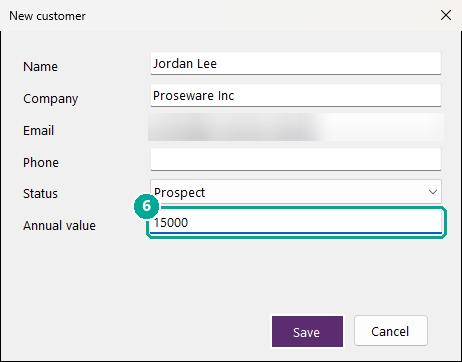 New customer
Name Jordan Lee
Company Proseware Inc
Email
Phone
Status Prospect
6
Annual value 15000
Save Cancel